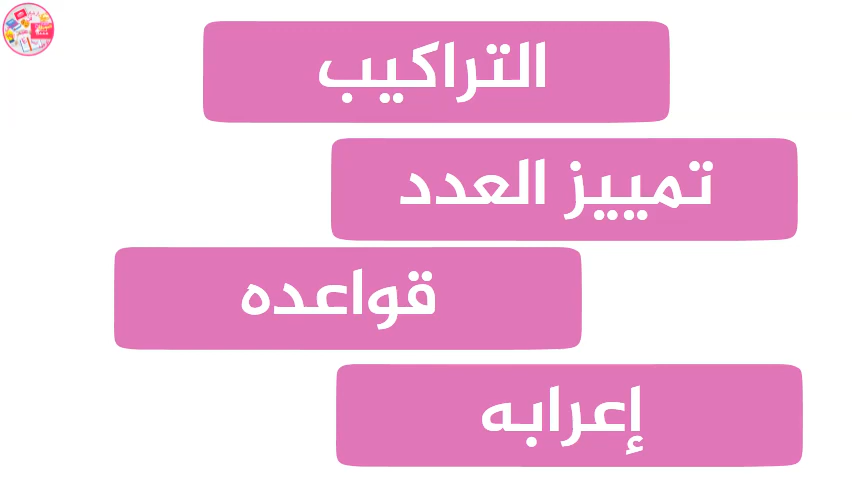 التراكيب
تمييز العدد
قواعده
إعرابه